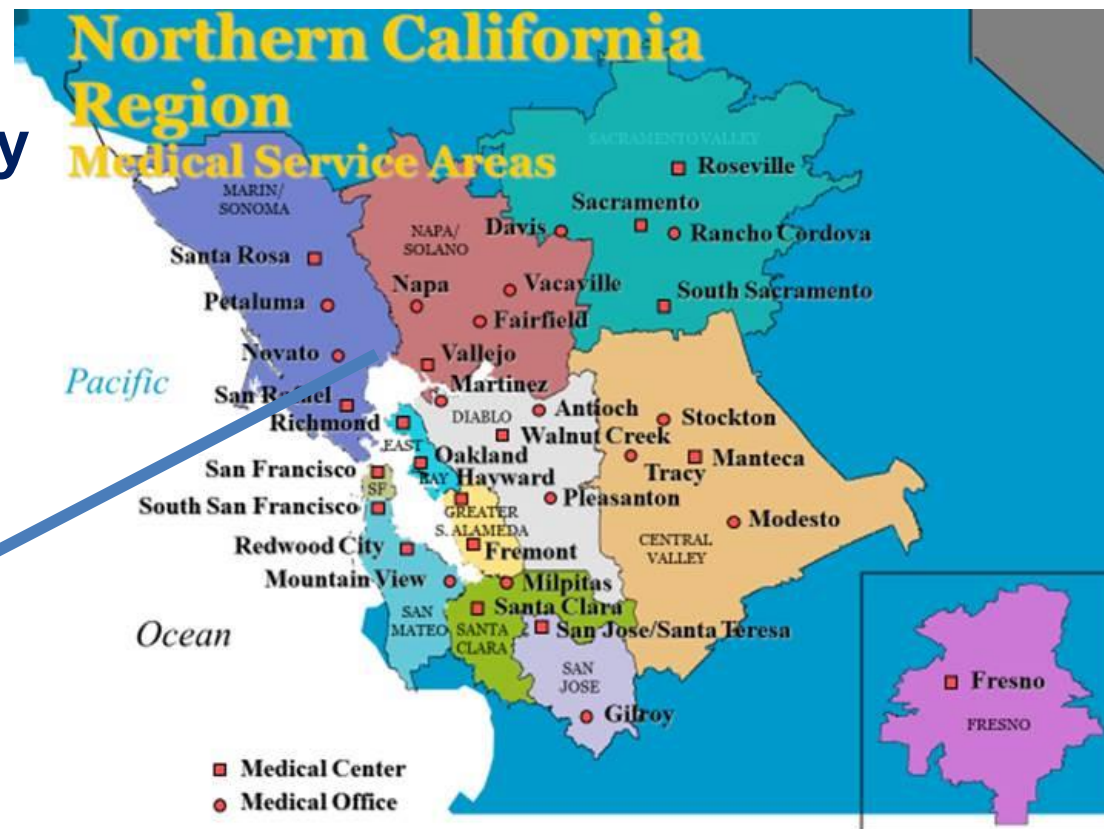 Northern California
Region
y
Medical Service Areas
SACRAMENTO VALLEY
Roseville
MARIN/
SONOMA
Sacramento
NAPA/
SOLANO
Davis
Rancho Cordova
Santa Rosa
Napa
Vacaville
South Sacramento
Petaluma
Fairfield
Novato
Vallejo
Pacific
Martinez
San Rafael
DIABLO
Antioch
Stockton
Richmond
Walnut Creek
EAST
BAY
Oakland
Tracy
Manteca
San Francisco
Hayward
SF
Pleasanton
South San Francisco
GREATER
S. ALAMEDA
Modesto
Redwood City
Fremont
CENTRAL
VALLEY
Mountain View
Milpitas
SAN
MATEO
Santa Clara
SANTA
CLARA
San Jose/Santa Teresa
Ocean
SAN
JOSE
Gilroy
Fresno
FRESNO
Medical Center
Medical Office